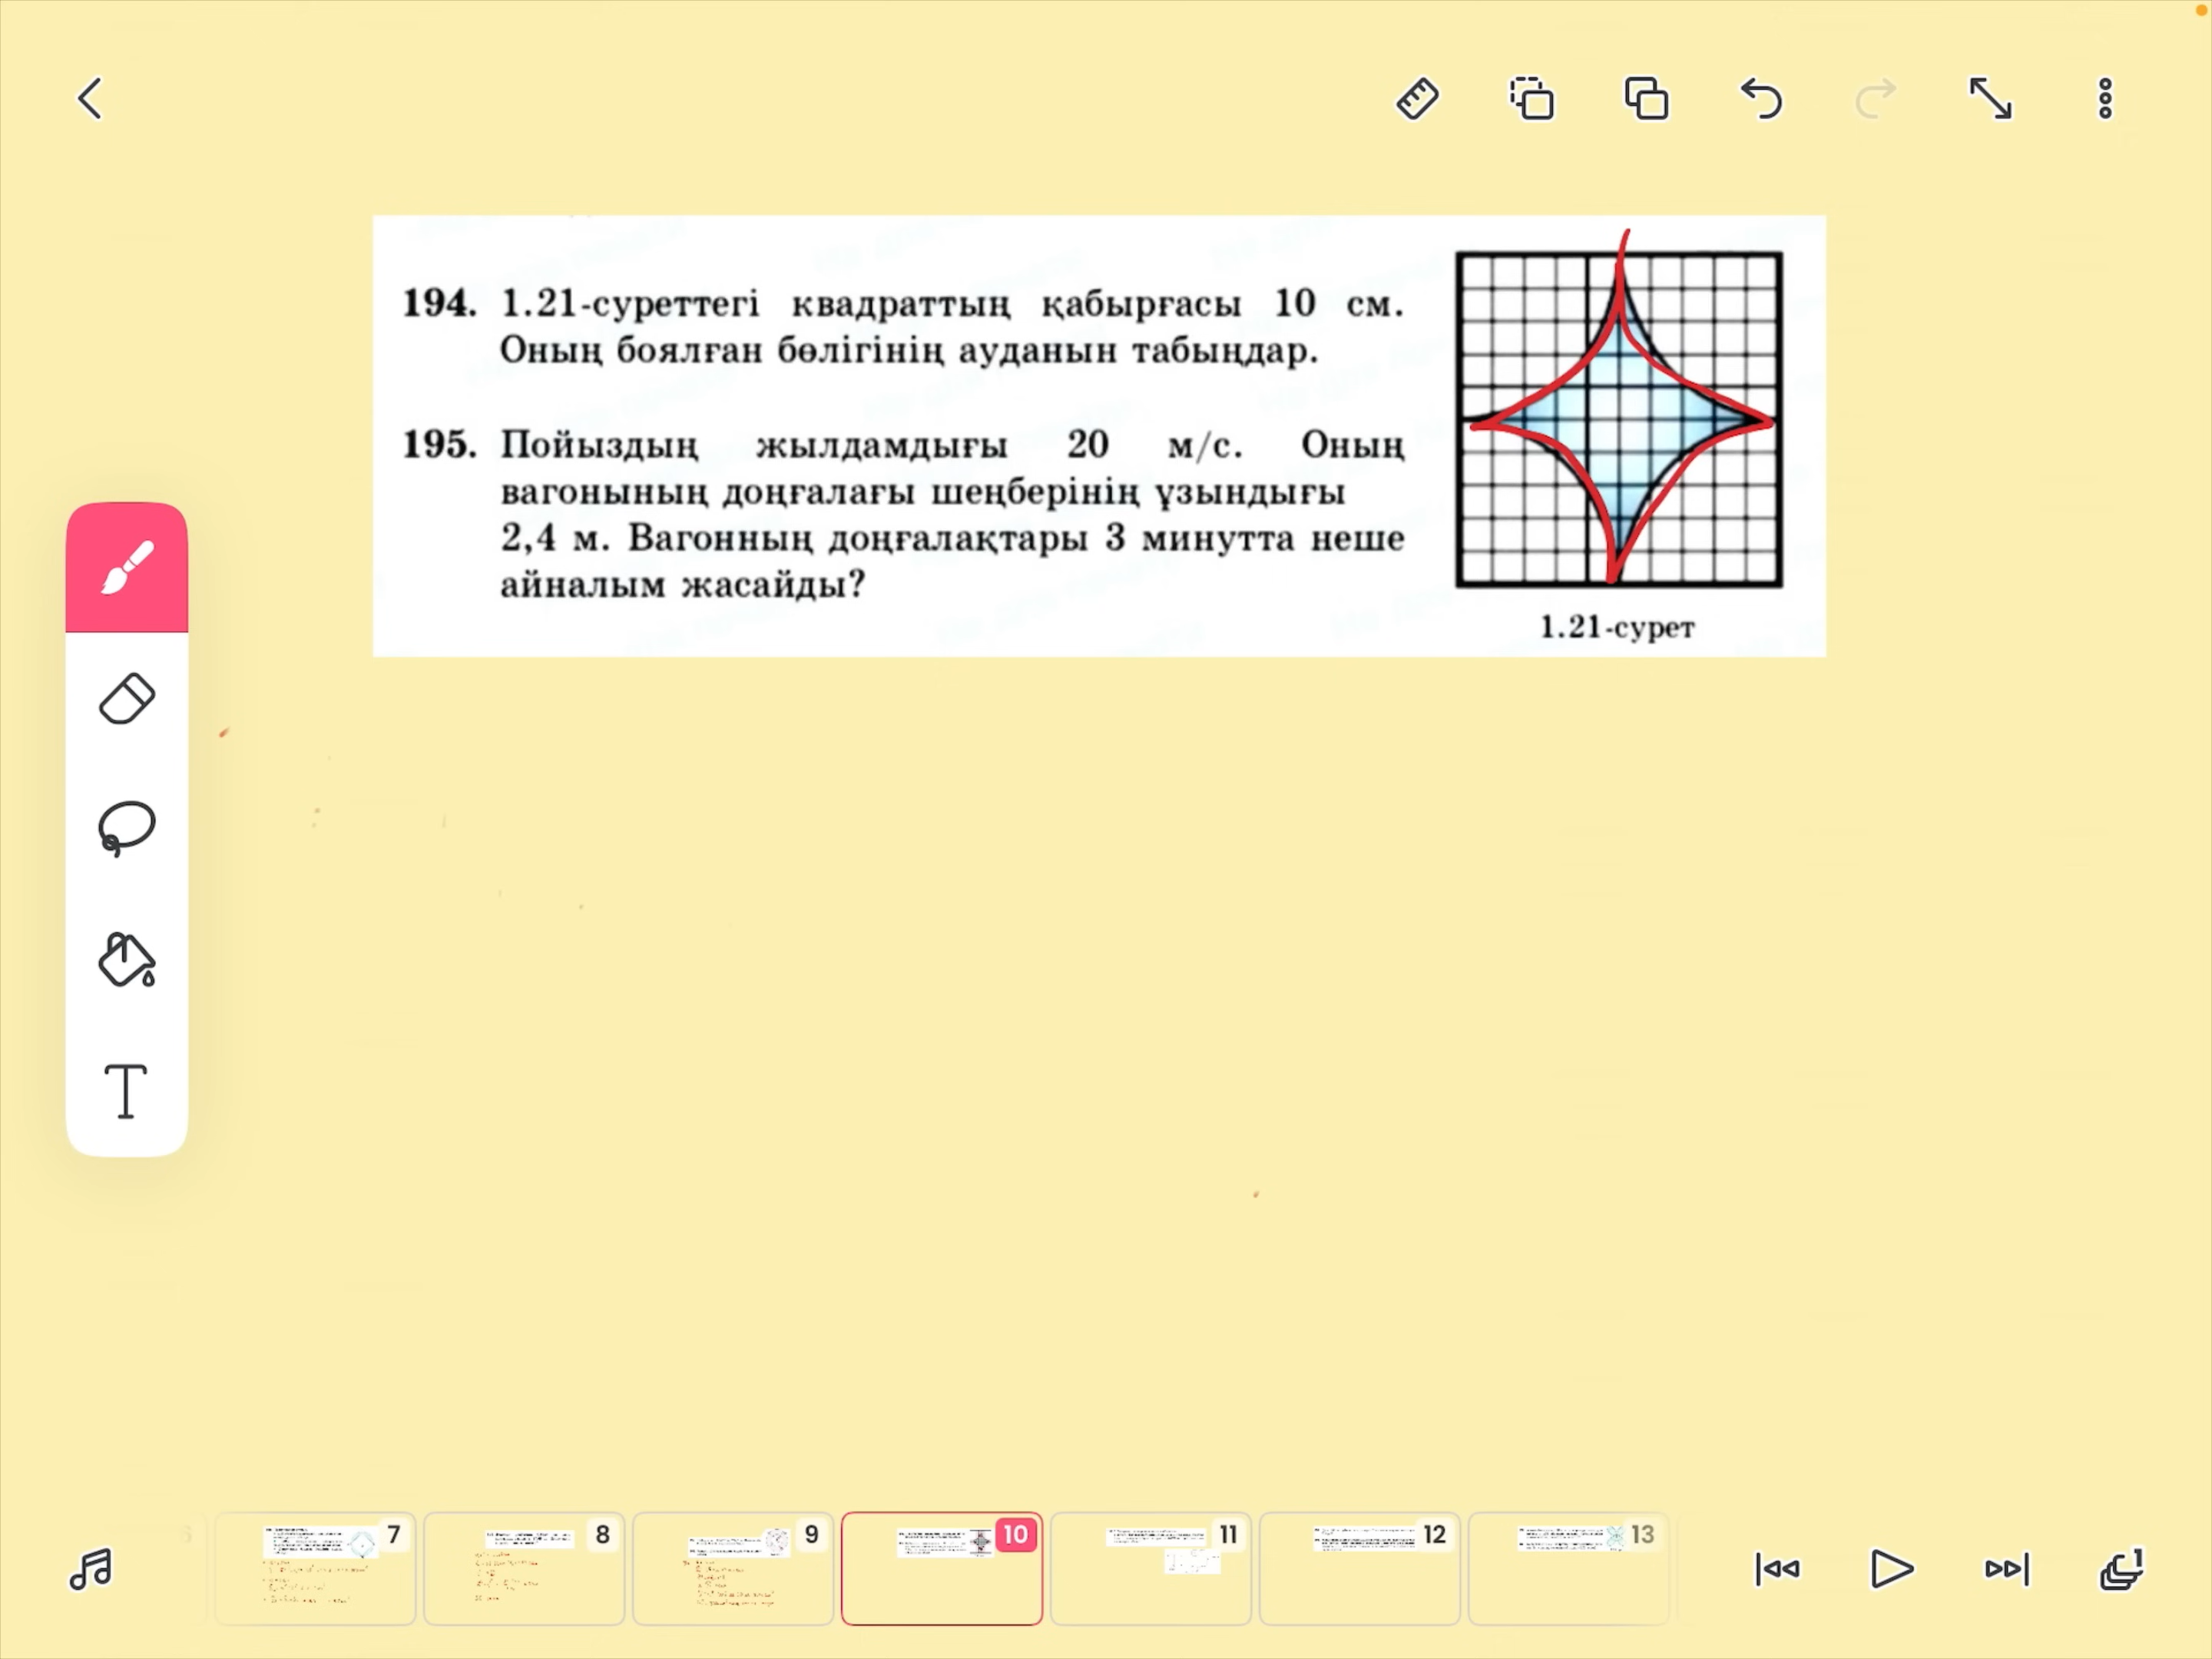 194. 1.21-суреттегі квадраттың қабырғасы 10 см.
Оның боялған бөлігінің ауданын табыңдар.
195. Пойыздың жылдамдығы 20 м/с. Оның
вагонының доңғалағы шеңберінің ұзындығы
2,4 м. Вагонның доңғалақтары 3 минутта неше
айналым жасайды?
1.21-сурет
T
7 8 9 10 11 12 13
1